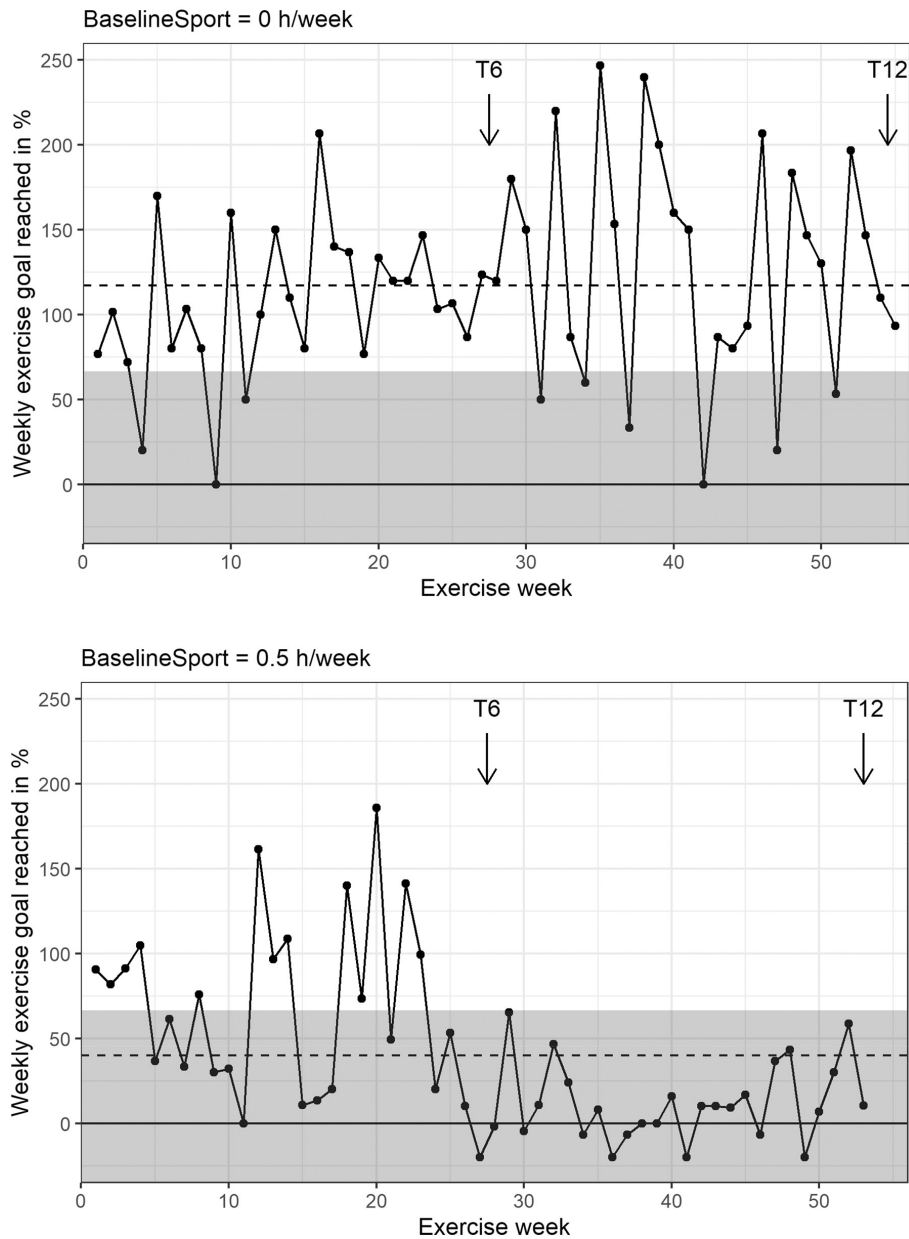 BaselineSport = 0 h/week
250
200
150
100
50
0
Weekly exercise goal reached in %
T6
T12
0
10
20
30
40
50
Exercise week
BaselineSport = 0.5 h/week
250
200
150
100
50
0
Weekly exercise goal reached in %
T6
T12
0
10
20
30
40
50
Exercise week